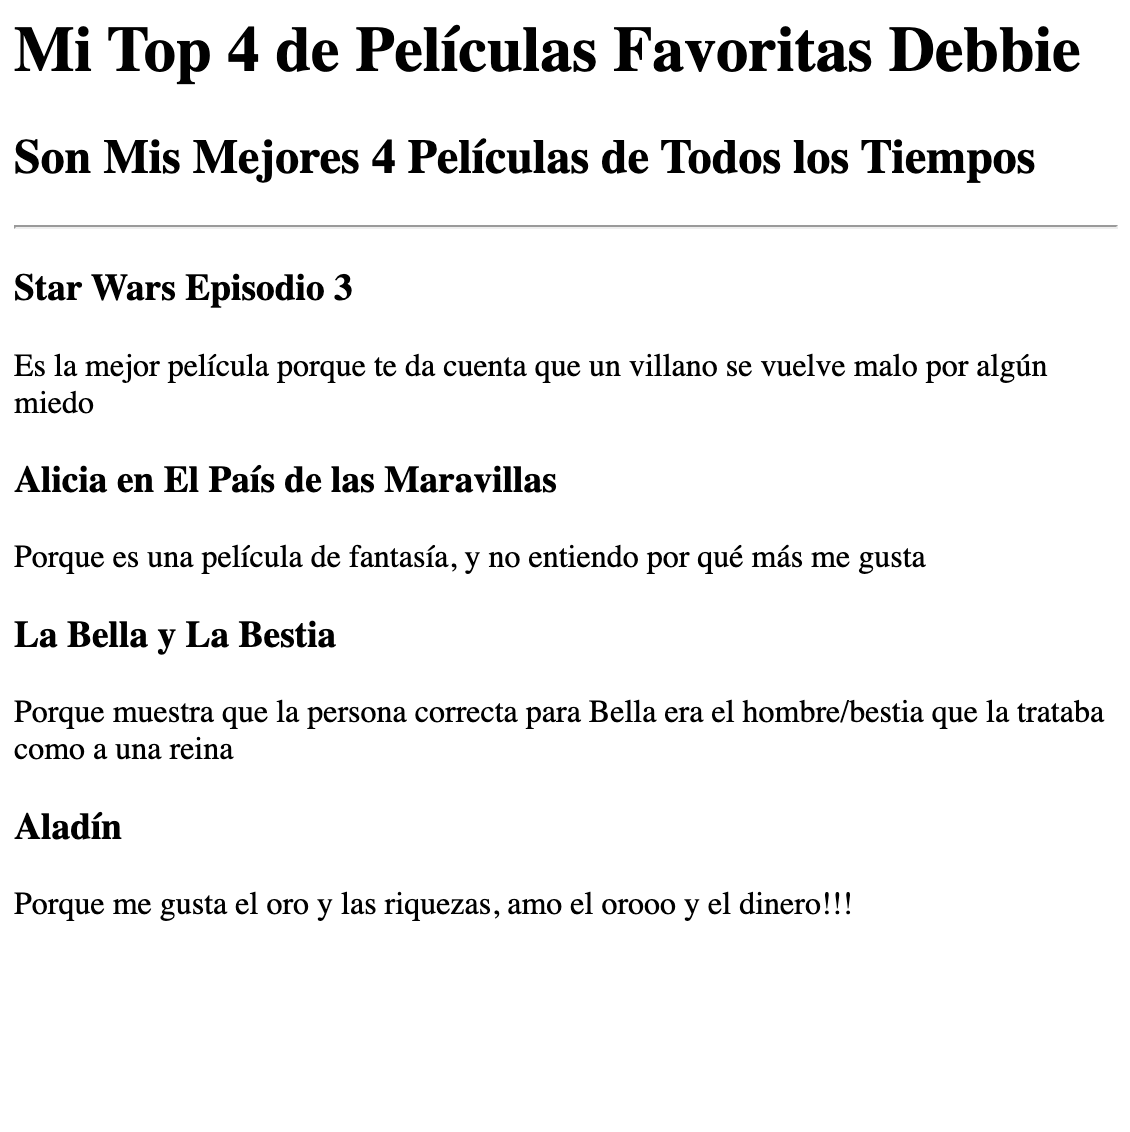 Mi Top 4 de Películas Favoritas Debbie
Son Mis Mejores 4 Películas de Todos los Tiempos
Star Wars Episodio 3
Es la mejor película porque te da cuenta que un villano se vuelve malo por algún
miedo
Alicia en El País de las Maravillas
Porque es una película de fantasía, y no entiendo por qué más me gusta
La Bella y La Bestia
Porque muestra que la persona correcta para Bella era el hombre/bestia que la trataba
como a una reina
Aladín
Porque me gusta el oro y las riquezas, amo el orooo y el dinero!!!